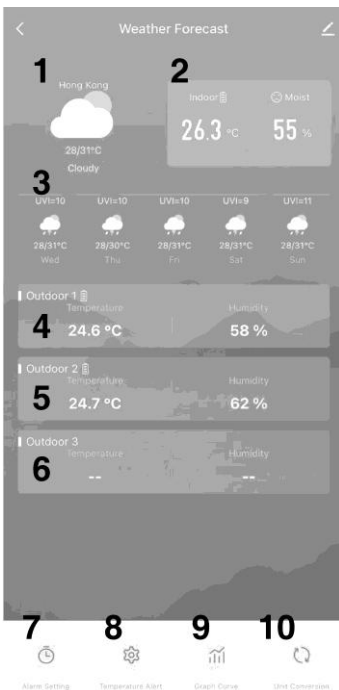 Weather Forecast
1
2
Hong Kong
Indoor
Moist
26.3 °C
55 %
28/31°C
Cloudy
3
UVI=10 UVI=10 UVI=10 UVI=9 UVI=11
28/31°C 28/30°C 28/31°C 28/31°C 28/31°C
Wed Thu Fri Sat Sun
Outdoor 1
Temperature Humidity
4 24.6 °C 58 %
Outdoor 2
Temperature Humidity
5 24.7 °C 62 %
Outdoor 3
Temperature Humidity
6 -- --
7 8 9 10
Alarm Setting Temperature Alert Graph Curve Unit Conversion